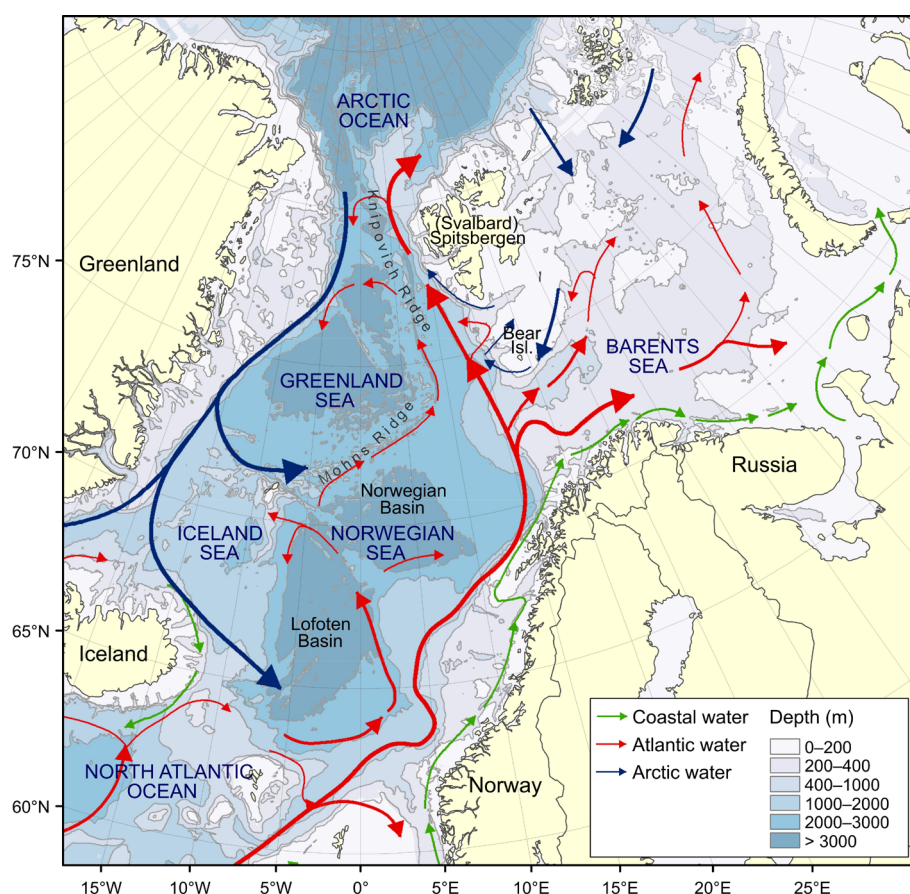 ARCTIC
OCEAN
Knipovich Ridge
(Svalbard)
Spitsbergen
75°N
Greenland
Bear
Isl.
BARENTS
SEA
GREENLAND
SEA
Mohns Ridge
70°N
Russia
Norwegian
Basin
ICELAND
SEA
NORWEGIAN
SEA
65°N
Lofoten
Basin
Iceland
Coastal water
Atlantic water
Arctic water
Depth (m)
0–200
200–400
400–1000
1000–2000
2000–3000
> 3000
NORTH ATLANTIC
OCEAN
Norway
60°N
15°W
10°W
5°W
0°
5°E
10°E
15°E
20°E
25°E